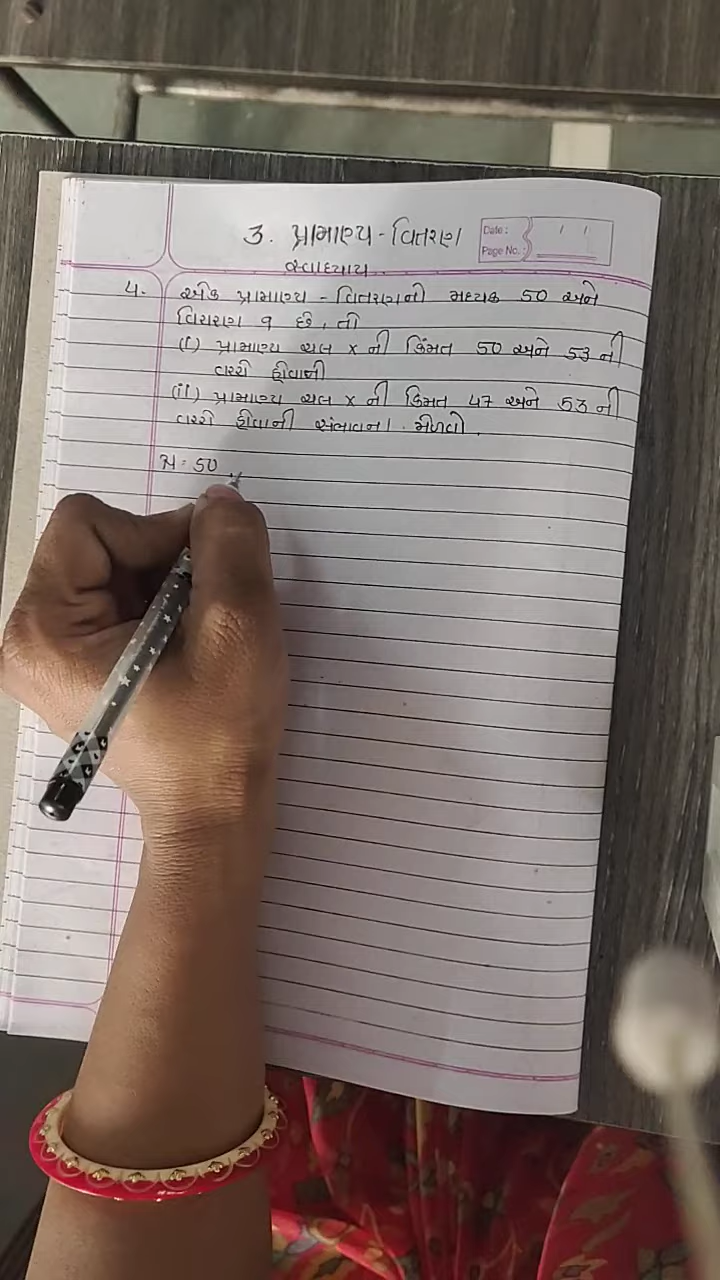 3. પ્રામાણ્ય-વિતરણ
Date: / /
Page No.:
સ્વાધ્યાય
5. એક પ્રામાણ્ય - વિતરણનો મધ્યક 50 અને
વિચરણ 9 છે, તો
(i) પ્રામાણ્ય ચલ x ની કિંમત 50 અને 53 ની
વચ્ચે હોવાની
(ii) પ્રામાણ્ય ચલ x ની કિંમત 47 અને 53 ની
વચ્ચે હોવાની સંભાવના મેળવો.
μ = 50